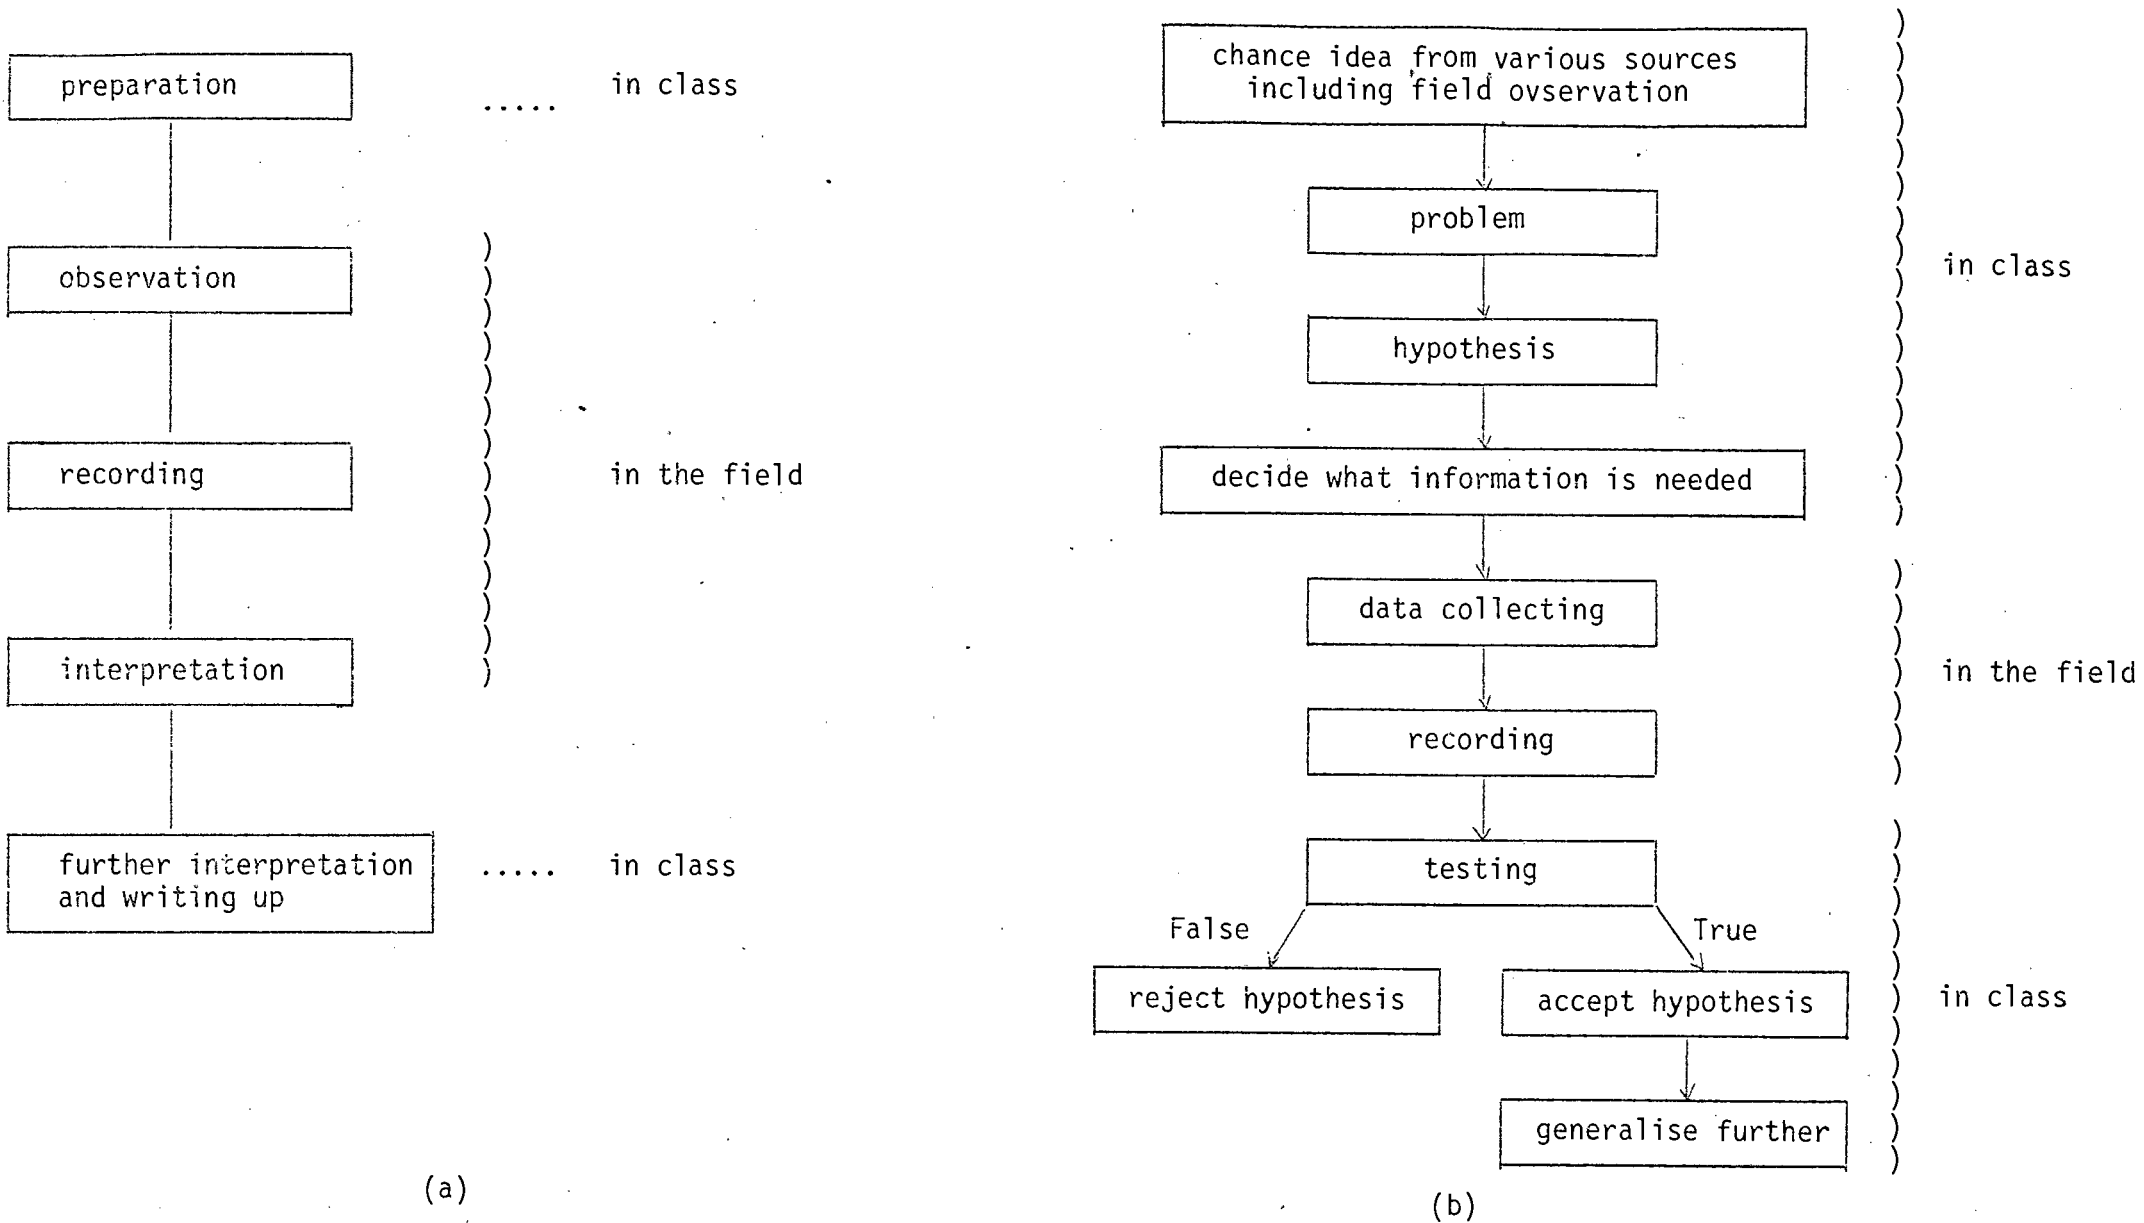 preparation
..... in class
observation
recording
in the field
interpretation
further interpretation
and writing up
..... in class
(a)
chance idea from various sources
including field ovservation
problem
in class
hypothesis
decide what information is needed
data collecting
in the field
recording
testing
False
True
reject hypothesis
accept hypothesis
in class
generalise further
(b)